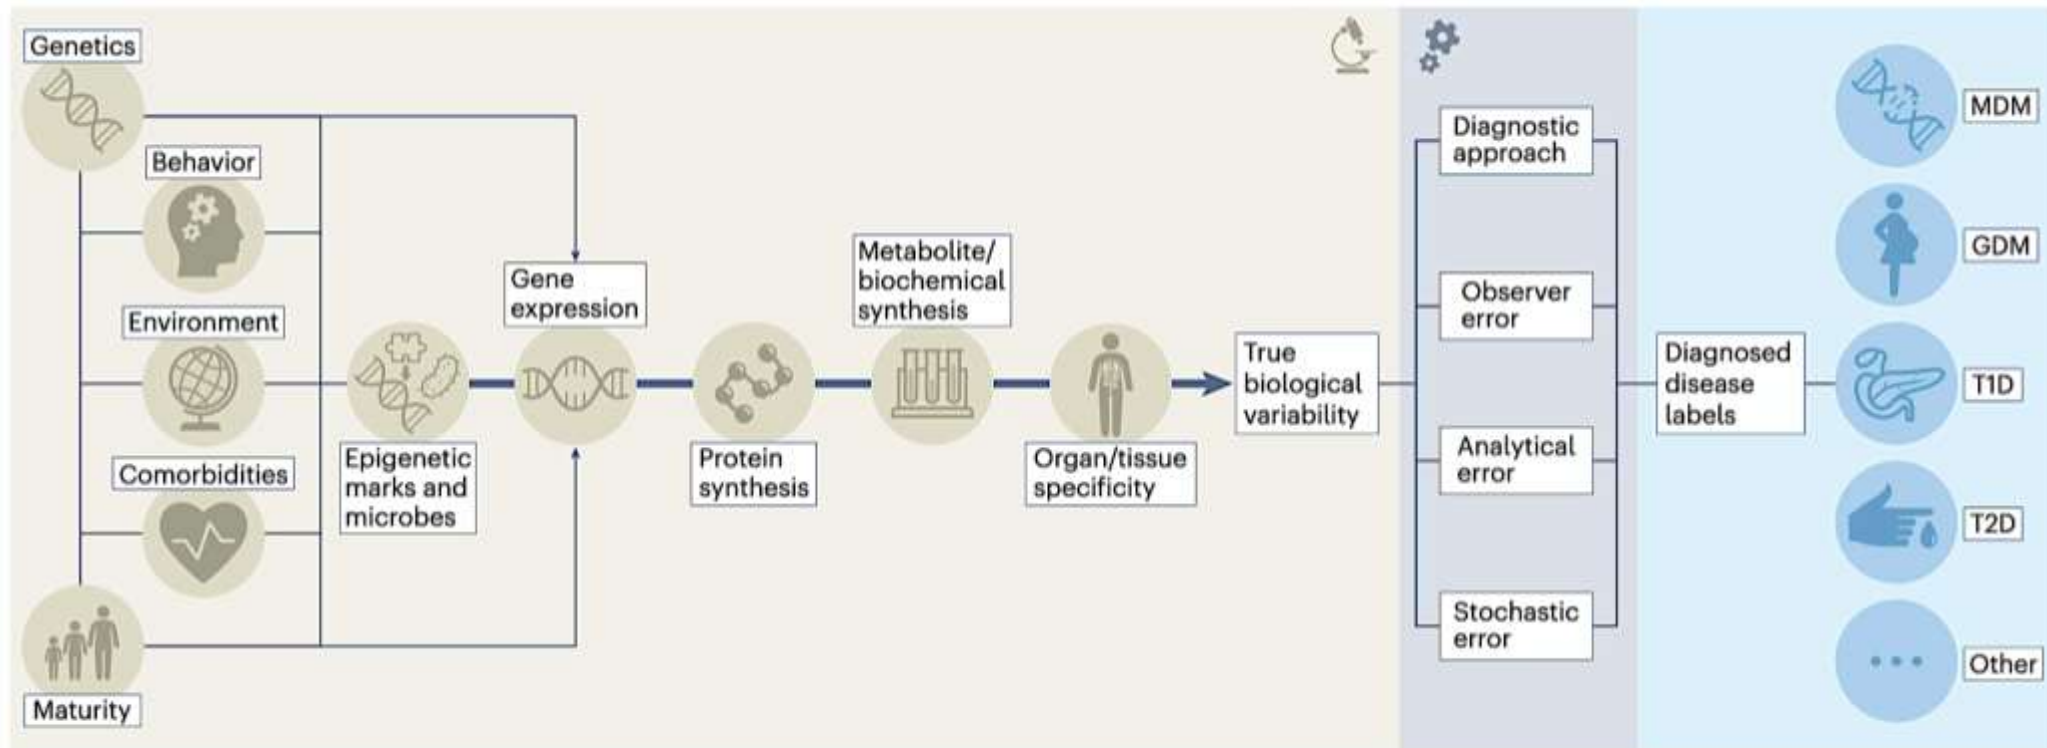 Genetics
Behavior
Environment
Comorbidities
Maturity
Epigenetic
marks and
microbes
Gene
expression
Protein
synthesis
Metabolite/
biochemical
synthesis
Organ/tissue
specificity
True
biological
variability
Diagnostic
approach
Observer
error
Analytical
error
Stochastic
error
Diagnosed
disease
labels
MDM
GDM
T1D
T2D
Other